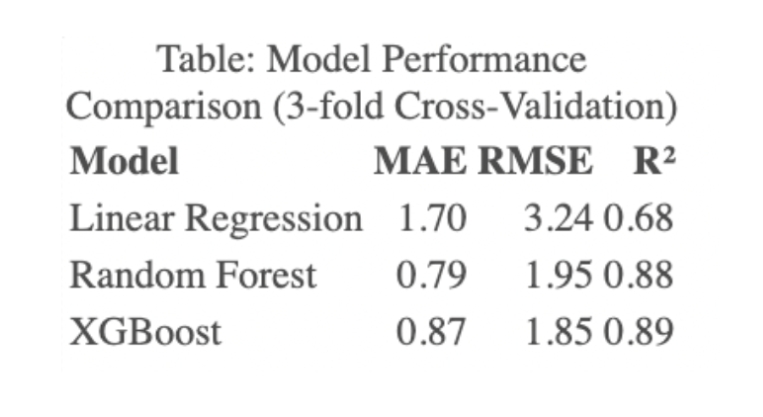 Table: Model Performance
Comparison (3-fold Cross-Validation)
Model MAE RMSE R²
Linear Regression 1.70 3.24 0.68
Random Forest 0.79 1.95 0.88
XGBoost 0.87 1.85 0.89